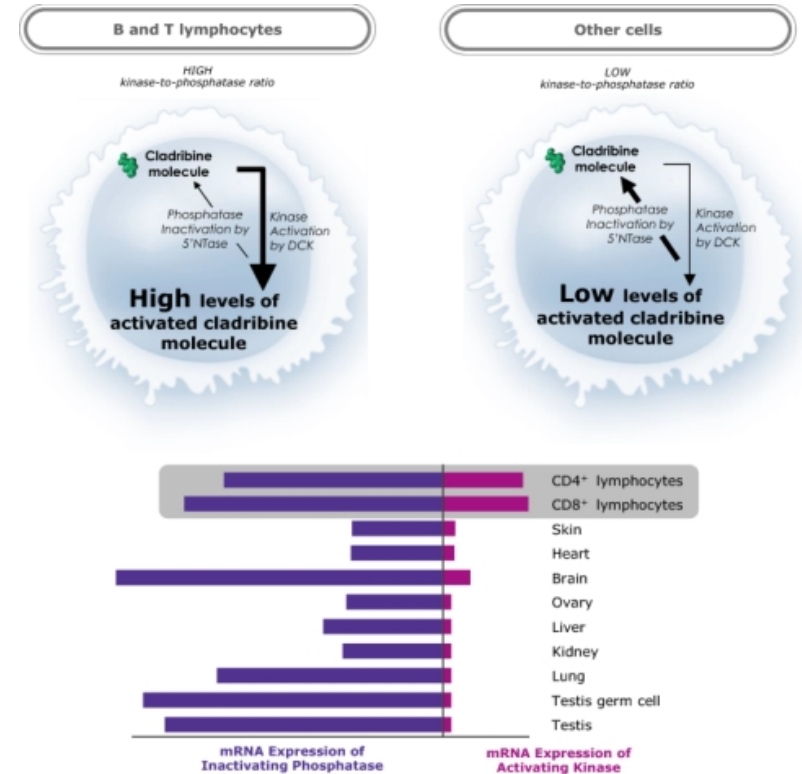 B and T lymphocytes
HIGH
kinase-to-phosphatase ratio
Cladribine
molecule
Phosphatase
Inactivation by
5'NTase
Kinase
Activation
by DCK
High levels of
activated cladribine
molecule
Other cells
LOW
kinase-to-phosphatase ratio
Cladribine
molecule
Phosphatase
Inactivation by
5'NTase
Kinase
Activation
by DCK
Low levels of
activated cladribine
molecule
CD4⁺ lymphocytes
CD8⁺ lymphocytes
Skin
Heart
Brain
Ovary
Liver
Kidney
Lung
Testis germ cell
Testis
mRNA Expression of
Inactivating Phosphatase
mRNA Expression of
Activating Kinase